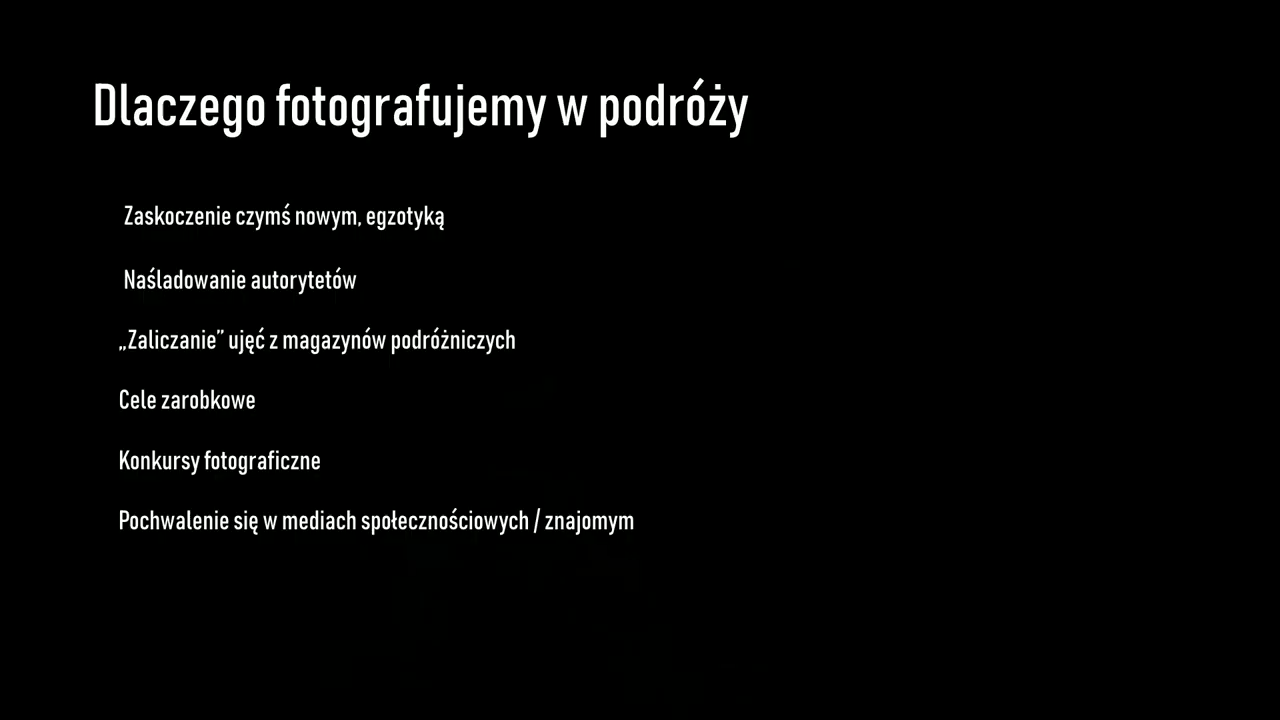 Dlaczego fotografujemy w podróży
Zaskoczenie czymś nowym, egzotyką
Naśladowanie autorytetów
„Zaliczanie” ujęć z magazynów podróżniczych
Cele zarobkowe
Konkursy fotograficzne
Pochwalenie się w mediach społecznościowych / znajomym